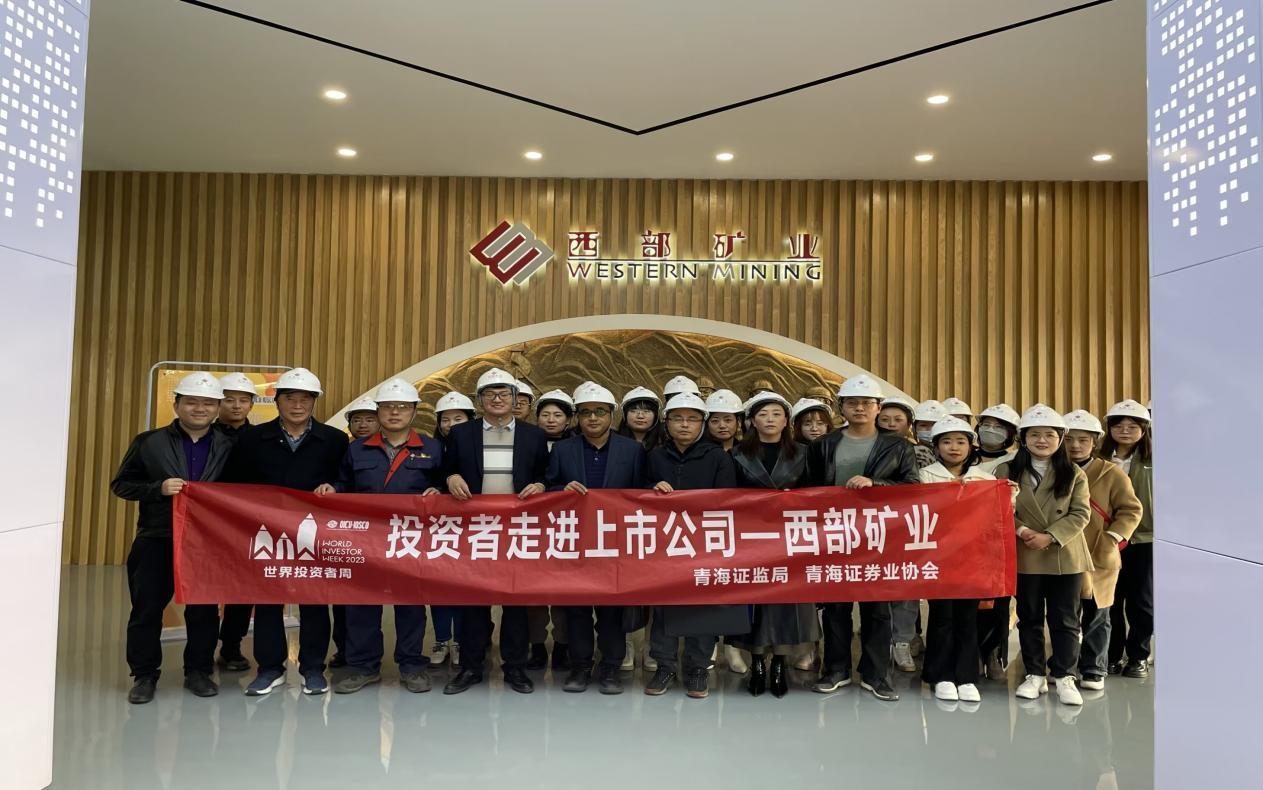 西部矿业
WESTERN MINING
OICU-IOSCO
WORLD
INVESTOR
WEEK 2023
世界投资者周
投资者走进上市公司—西部矿业
青海证监局 青海证券业协会